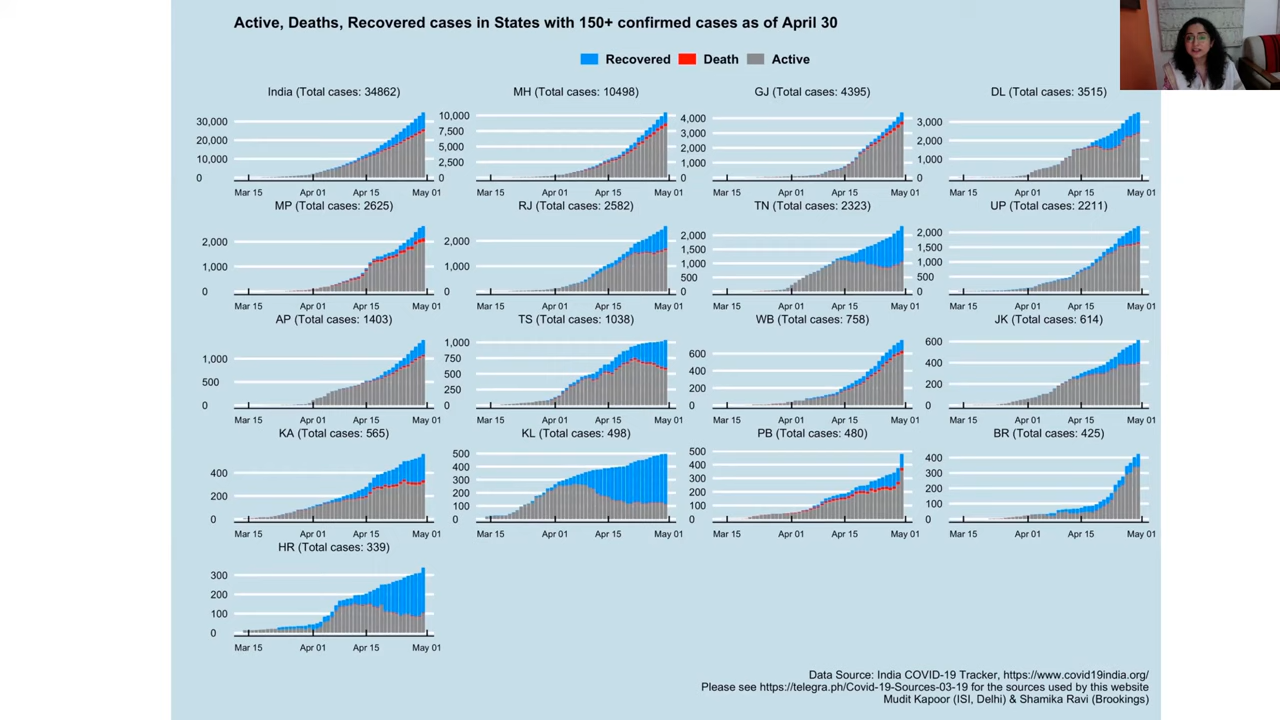 Active, Deaths, Recovered cases in States with 150+ confirmed cases as of April 30
Recovered Death Active
India (Total cases: 34862)
30,000
20,000
10,000
0
Mar 15 Apr 01 Apr 15 May 01
MH (Total cases: 10498)
10,000
7,500
5,000
2,500
0
Mar 15 Apr 01 Apr 15 May 01
GJ (Total cases: 4395)
4,000
3,000
2,000
1,000
0
Mar 15 Apr 01 Apr 15 May 01
DL (Total cases: 3515)
3,000
2,000
1,000
0
Mar 15 Apr 01 Apr 15 May 01
MP (Total cases: 2625)
2,000
1,000
0
Mar 15 Apr 01 Apr 15 May 01
RJ (Total cases: 2582)
2,000
1,000
0
Mar 15 Apr 01 Apr 15 May 01
TN (Total cases: 2323)
2,000
1,500
1,000
500
0
Mar 15 Apr 01 Apr 15 May 01
UP (Total cases: 2211)
2,000
1,500
1,000
500
0
Mar 15 Apr 01 Apr 15 May 01
AP (Total cases: 1403)
1,000
500
0
Mar 15 Apr 01 Apr 15 May 01
TS (Total cases: 1038)
1,000
750
500
250
0
Mar 15 Apr 01 Apr 15 May 01
WB (Total cases: 758)
600
400
200
0
Mar 15 Apr 01 Apr 15 May 01
JK (Total cases: 614)
600
400
200
0
Mar 15 Apr 01 Apr 15 May 01
KA (Total cases: 565)
400
200
0
Mar 15 Apr 01 Apr 15 May 01
KL (Total cases: 498)
500
400
300
200
100
0
Mar 15 Apr 01 Apr 15 May 01
PB (Total cases: 480)
500
400
300
200
100
0
Mar 15 Apr 01 Apr 15 May 01
BR (Total cases: 425)
400
300
200
100
0
Mar 15 Apr 01 Apr 15 May 01
HR (Total cases: 339)
300
200
100
0
Mar 15 Apr 01 Apr 15 May 01
Data Source: India COVID-19 Tracker, https://www.covid19india.org/
Please see https://telegra.ph/Covid-19-Sources-03-19 for the sources used by this website
Mudit Kapoor (ISI, Delhi) & Shamika Ravi (Brookings)